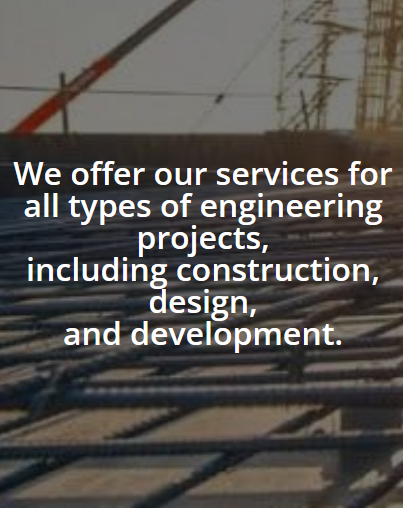 We offer our services for
all types of engineering
projects,
including construction,
design,
and development.